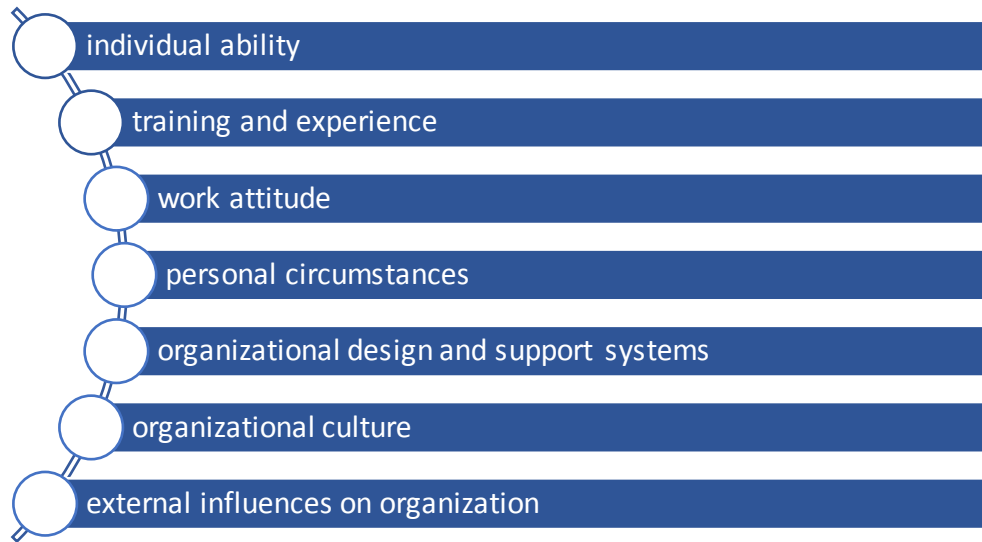 individual ability
training and experience
work attitude
personal circumstances
organizational design and support systems
organizational culture
external influences on organization